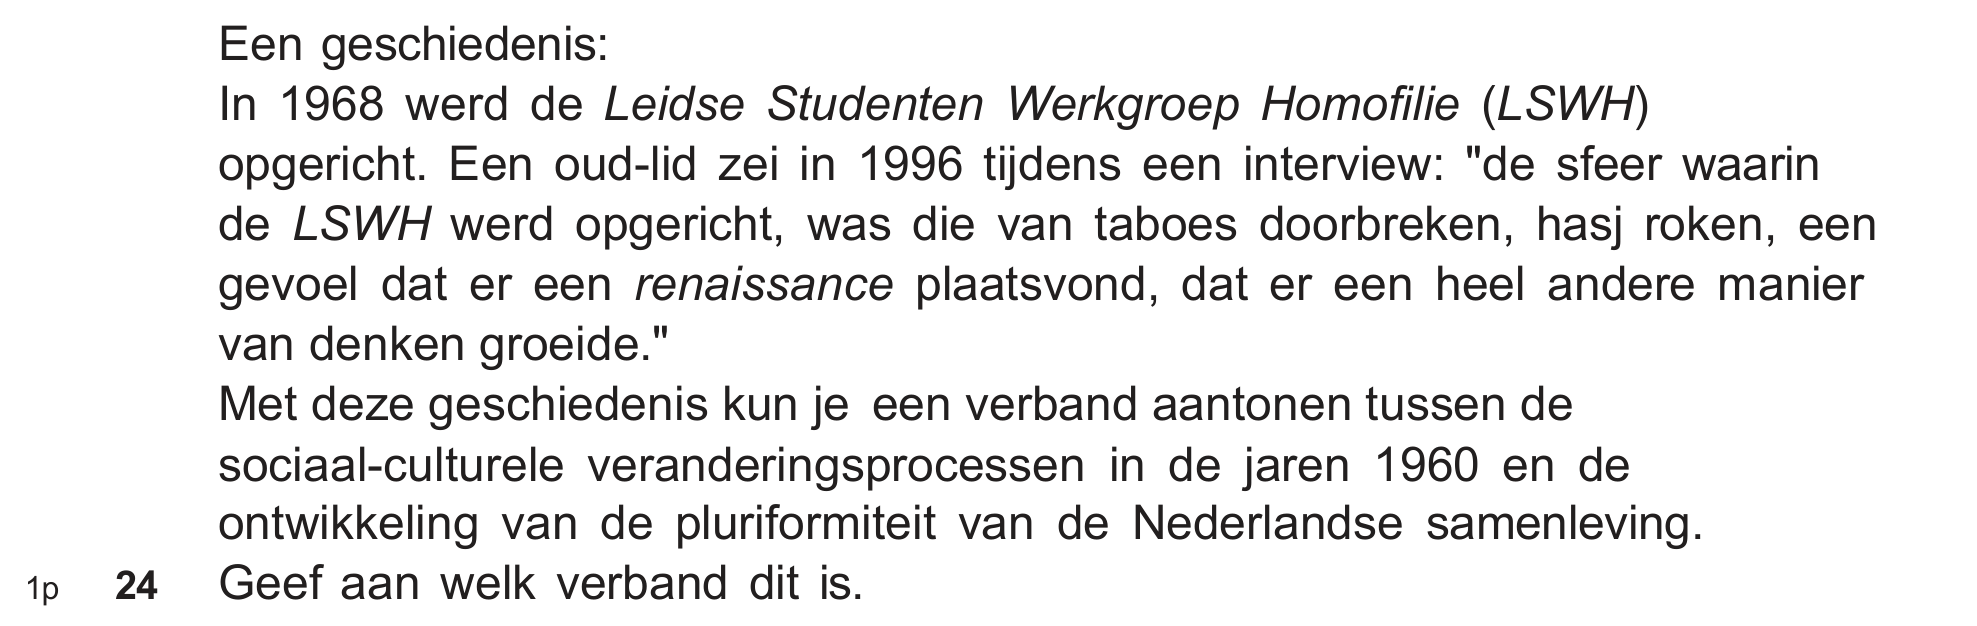 Een geschiedenis:
In 1968 werd de Leidse Studenten Werkgroep Homofilie (LSWH)
opgericht. Een oud-lid zei in 1996 tijdens een interview: "de sfeer waarin
de LSWH werd opgericht, was die van taboes doorbreken, hasj roken, een
gevoel dat er een renaissance plaatsvond, dat er een heel andere manier
van denken groeide."
Met deze geschiedenis kun je een verband aantonen tussen de
sociaal-culturele veranderingsprocessen in de jaren 1960 en de
ontwikkeling van de pluriformiteit van de Nederlandse samenleving.
1p 24 Geef aan welk verband dit is.